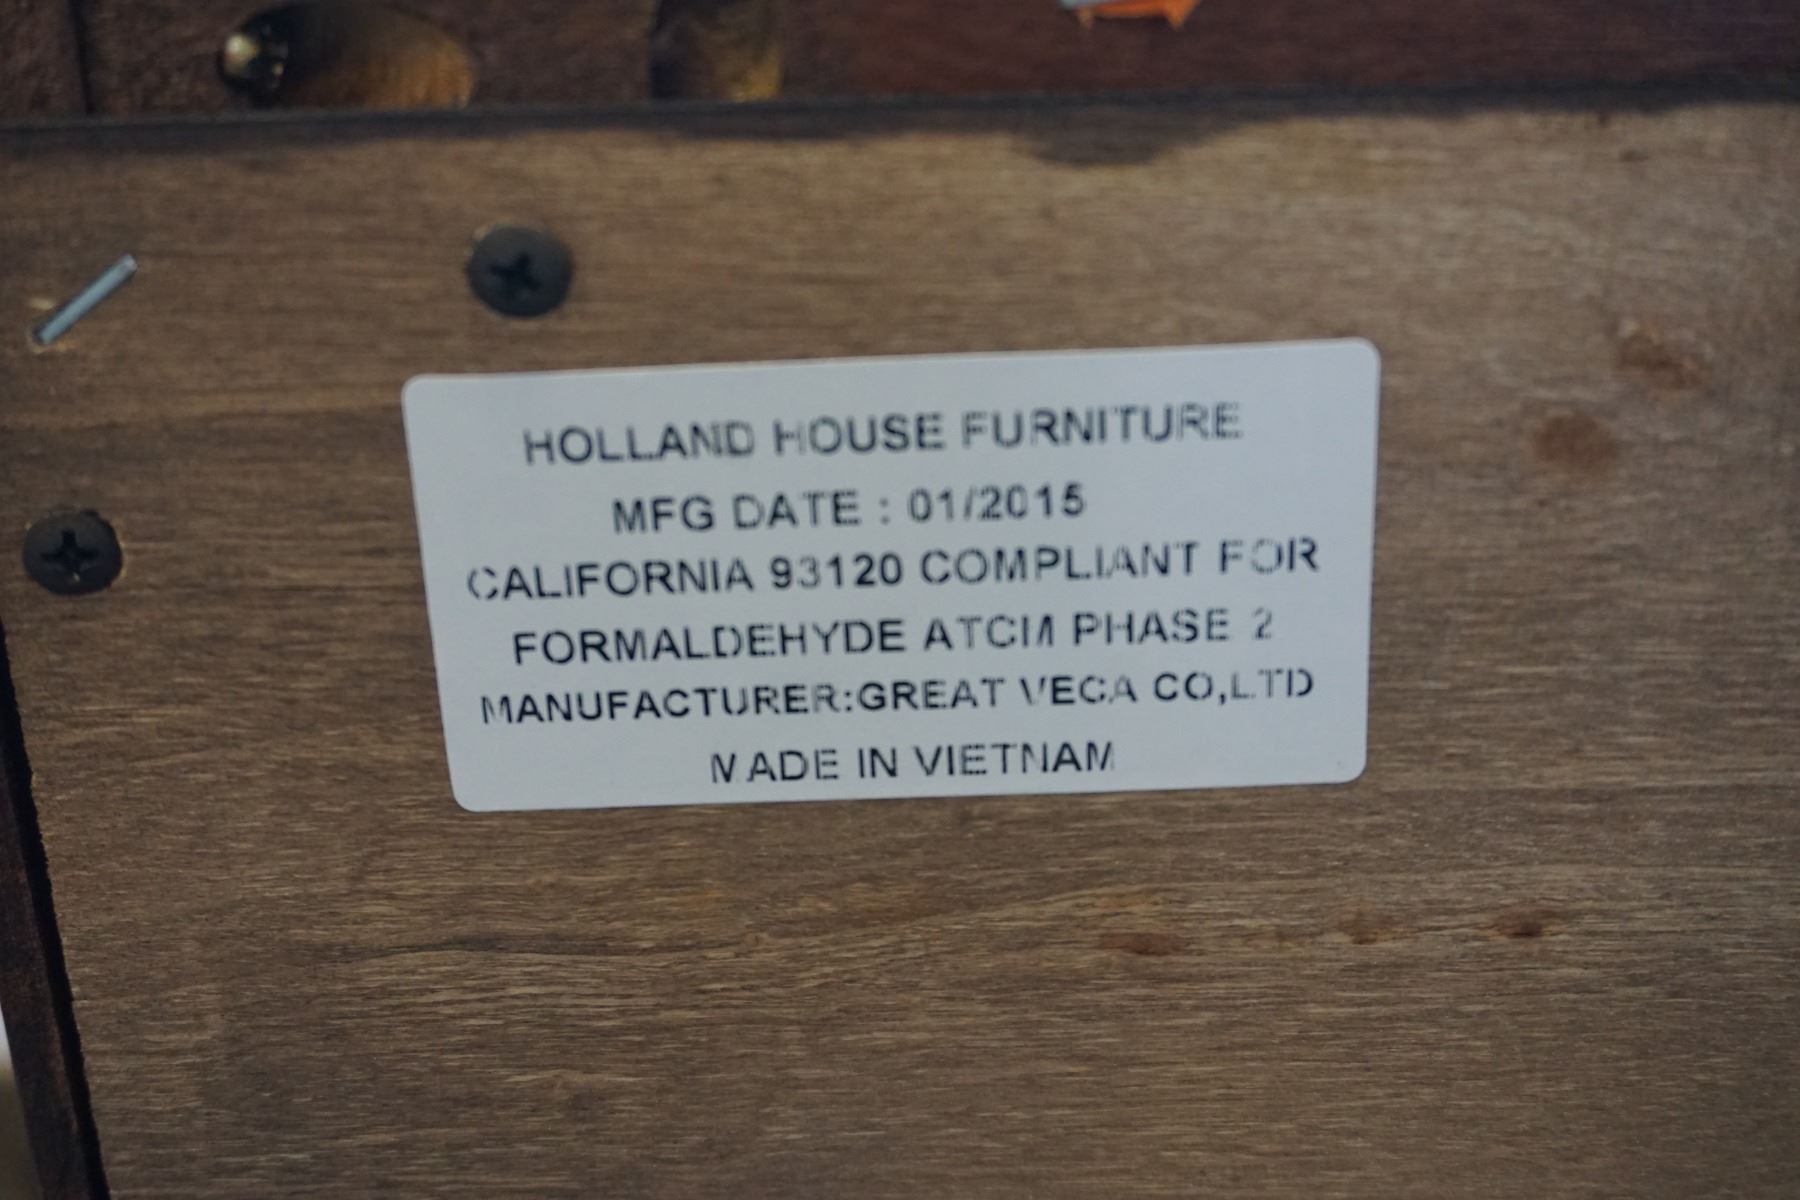 HOLLAND HOUSE FURNITURE
MFG DATE : 01/2015
CALIFORNIA 93120 COMPLIANT FOR
FORMALDEHYDE ATCM PHASE 2
MANUFACTURER:GREAT VECA CO,LTD
MADE IN VIETNAM